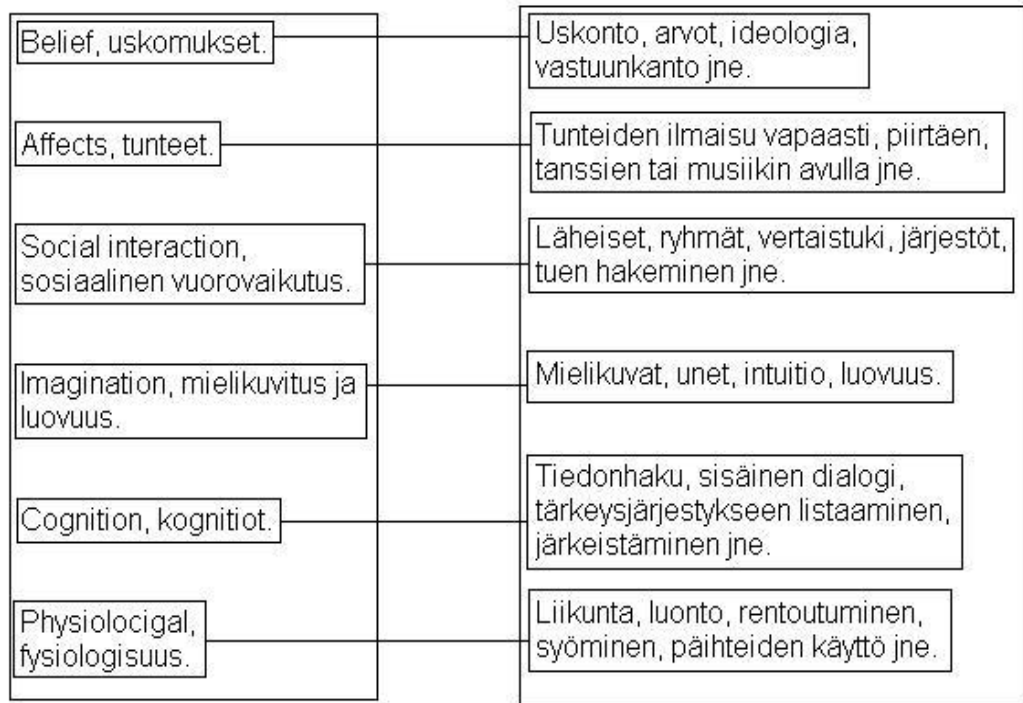 Belief, uskomukset.
Uskonto, arvot, ideologia,
vastuunkanto jne.
Affects, tunteet.
Tunteiden ilmaisu vapaasti, piirtäen,
tanssien tai musiikin avulla jne.
Social interaction,
sosiaalinen vuorovaikutus.
Läheiset, ryhmät, vertaistuki, järjestöt,
tuen hakeminen jne.
Imagination, mielikuvitus ja
luovuus.
Mielikuvat, unet, intuitio, luovuus.
Cognition, kognitiot.
Tiedonhaku, sisäinen dialogi,
tärkeysjärjestykseen listaaminen,
järkeistäminen jne.
Physiolocigal,
fysiologisuus.
Liikunta, luonto, rentoutuminen,
syöminen, päihteiden käyttö jne.